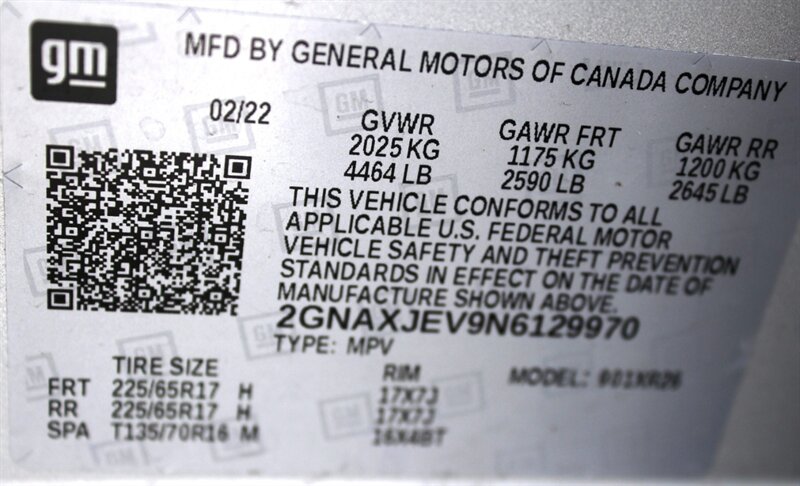 gm
MFD BY GENERAL MOTORS OF CANADA COMPANY
02/22 GVWR GAWR FRT GAWR RR
2025 KG 1175 KG 1200 KG
4464 LB 2590 LB 2645 LB
THIS VEHICLE CONFORMS TO ALL
APPLICABLE U.S. FEDERAL MOTOR
VEHICLE SAFETY AND THEFT PREVENTION
STANDARDS IN EFFECT ON THE DATE OF
MANUFACTURE SHOWN ABOVE.
2GNAXJEV9N6129970
TYPE: MPV
TIRE SIZE RIM MODEL:
FRT 225/65R17 H 17X7J
RR 225/65R17 H 17X7J
SPA T135/70R16 M 16X4BT